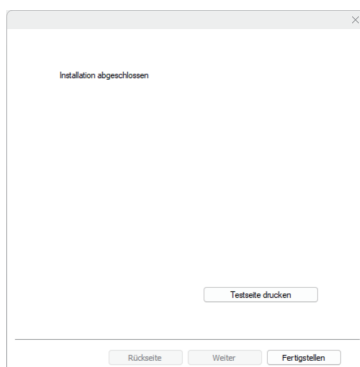 Installation abgeschlossen
Testseite drucken
Rückseite Weiter Fertigstellen